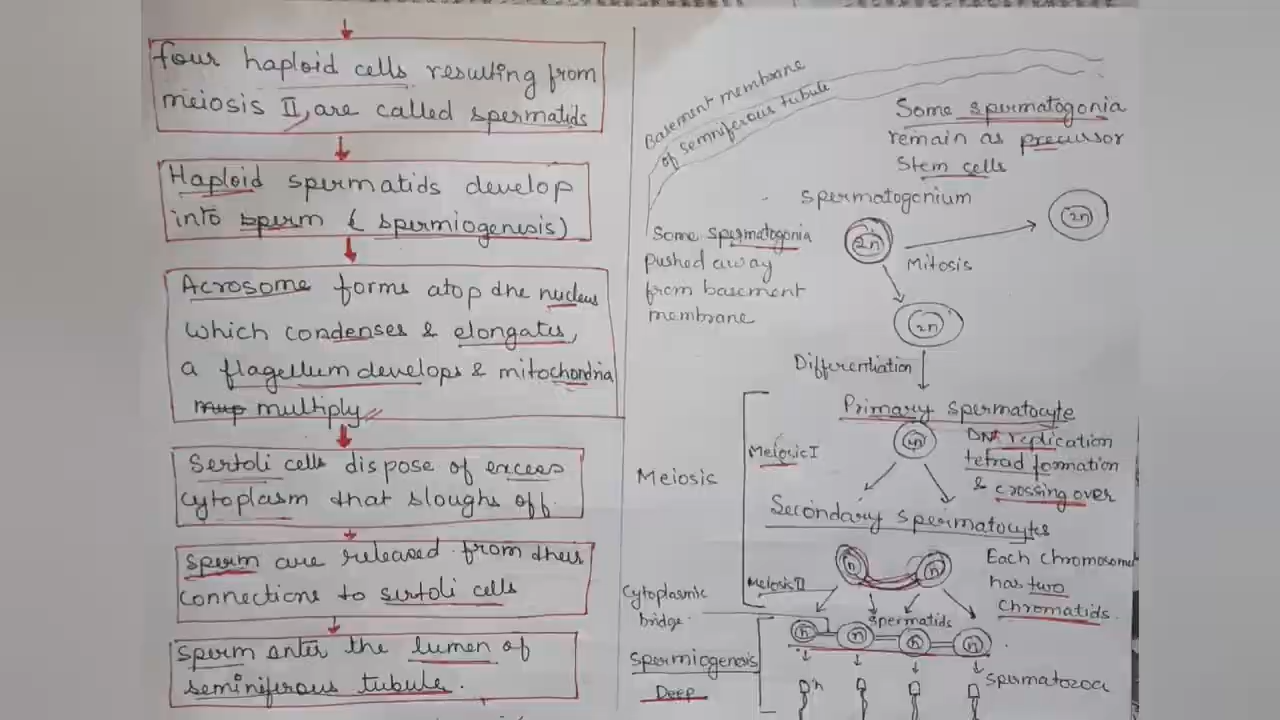 four haploid cells resulting from
meiosis II, are called spermatids
Haploid spermatids develop
into sperm (spermiogenesis)
Acrosome forms atop the nucleus
which condenses & elongates,
a flagellum develops & mitochondria
multiply
Sertoli cells dispose of excess
cytoplasm that sloughs off.
sperm are released from their
connections to sertoli cells
sperm enter the lumen of
seminiferous tubule.
Basement membrane
of semniferous tubule
Some spermatogonia
remain as precusor
stem cells
spermatogonium
2n
2n
Mitosis
Some spermatogonia
pushed away
from basement
membrane
2n
Differentiation
Primary spermatocyte
DNA replication
tetrad formation
& crossing over
Meiosis I
Meiosis
Secondary spermatocytes
n
n
Each chromosome
has two
chromatids.
Meiosis II
Cytoplasmic
bridge.
spermatids
n
n
n
n
Spermiogenesis
Deep
n
spermatozoa